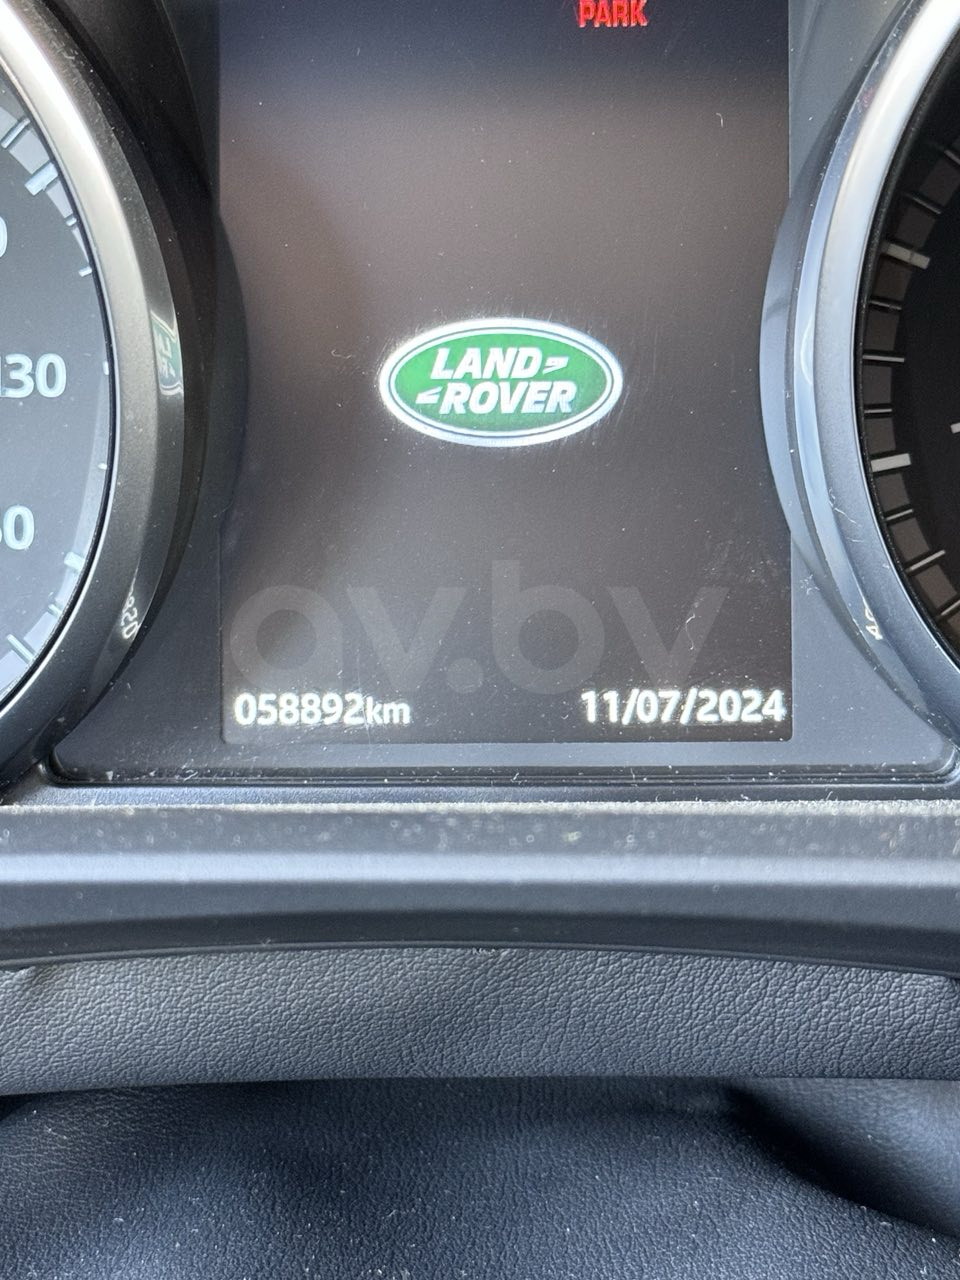 PARK
130
LAND
ROVER
av.by
058892km
11/07/2024